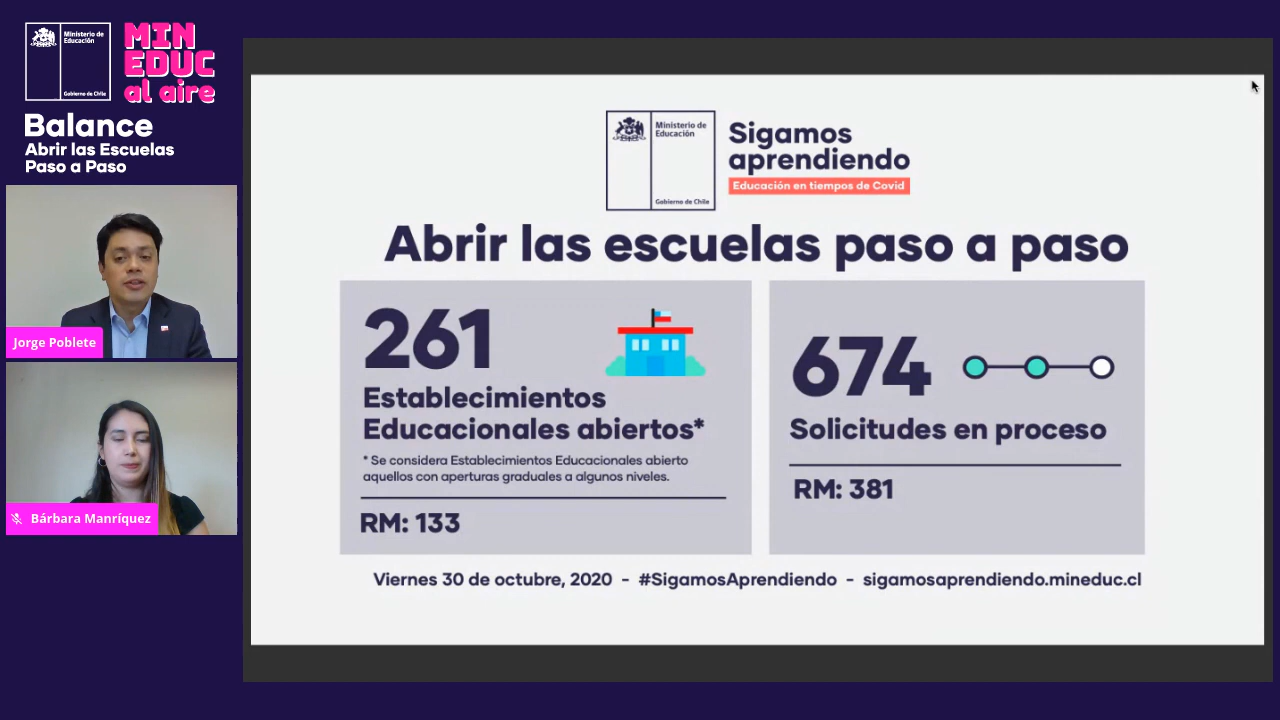 Ministerio de
Educación
Gobierno de Chile
MIN
EDUC
al aire
Balance
Abrir las Escuelas
Paso a Paso
Jorge Poblete
Bárbara Manríquez
Ministerio de
Educación
Gobierno de Chile
Sigamos
aprendiendo
Educación en tiempos de Covid
Abrir las escuelas paso a paso
261
Establecimientos
Educacionales abiertos*
* Se considera Establecimientos Educacionales abierto
aquellos con aperturas graduales a algunos niveles.
RM: 133
674
Solicitudes en proceso
RM: 381
Viernes 30 de octubre, 2020 - #SigamosAprendiendo - sigamosaprendiendo.mineduc.cl